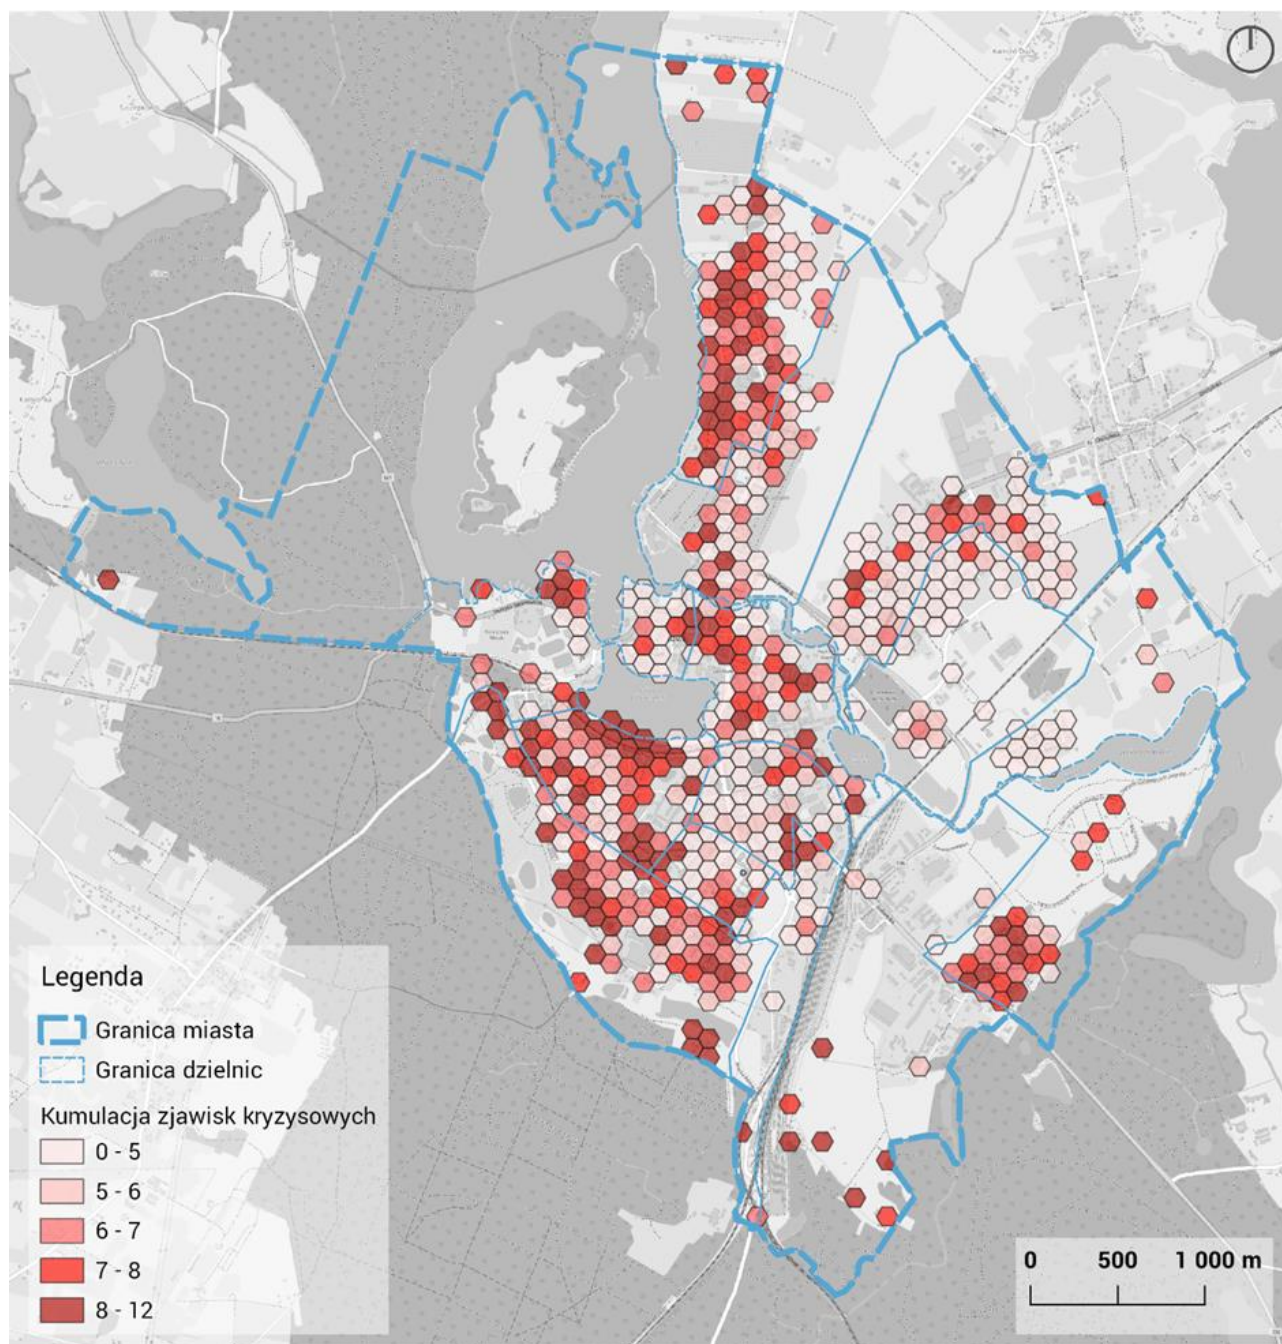 Legenda
Granica miasta
Granica dzielnic
Kumulacja zjawisk kryzysowych
0 - 5
5 - 6
6 - 7
7 - 8
8 - 12
0 500 1 000 m